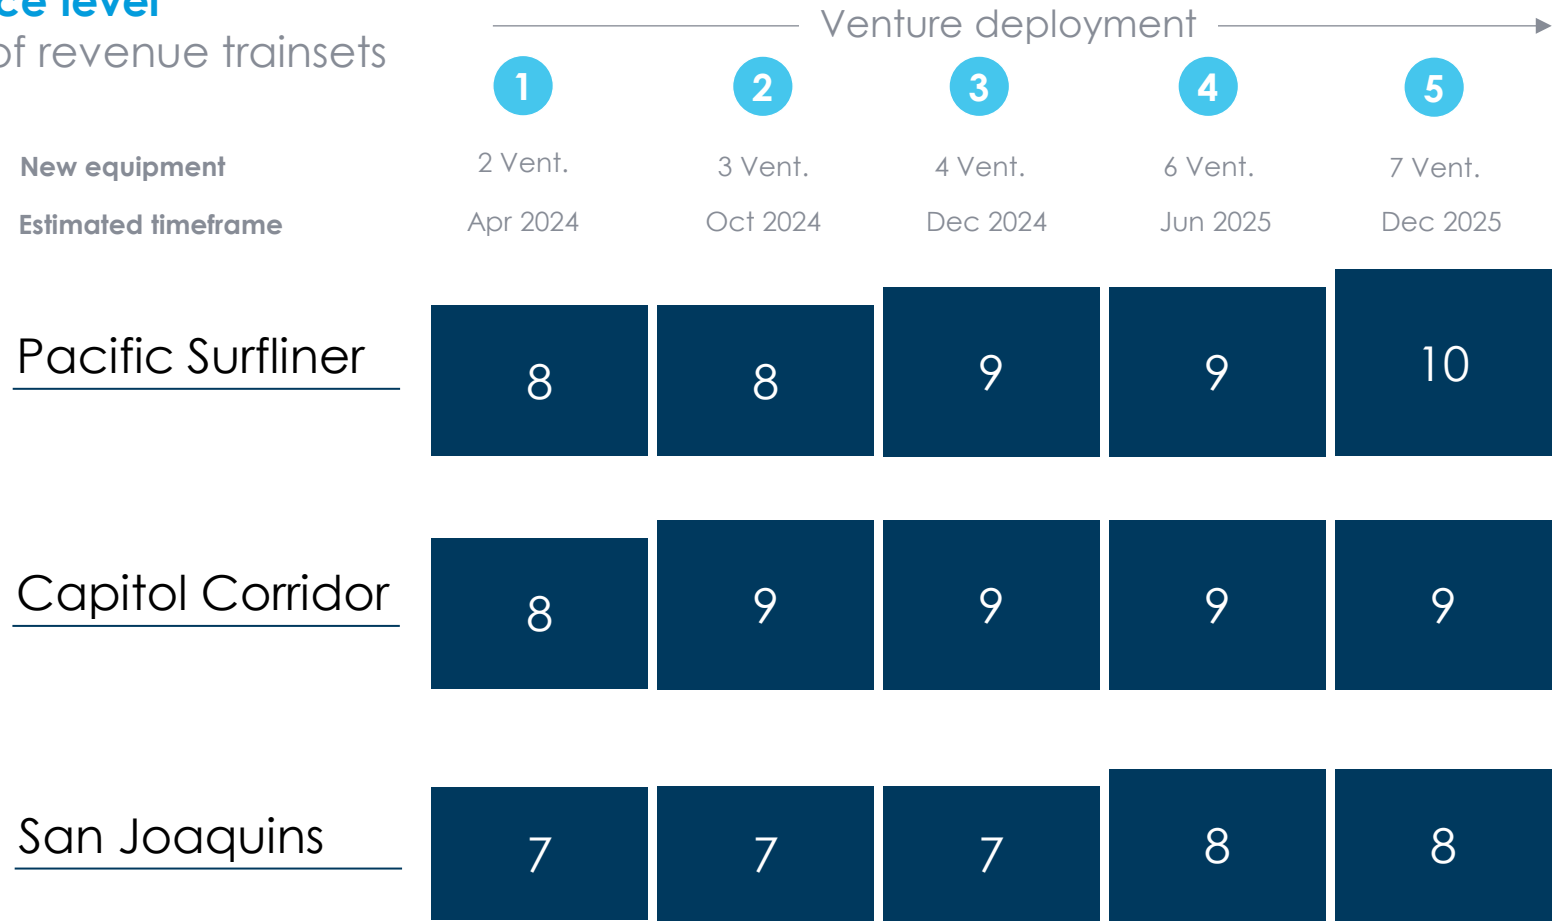 level
of revenue trainsets
Venture deployment
1 2 3 4 5
New equipment 2 Vent. 3 Vent. 4 Vent. 6 Vent. 7 Vent.
Estimated timeframe Apr 2024 Oct 2024 Dec 2024 Jun 2025 Dec 2025
Pacific Surfliner 8 8 9 9 10
Capitol Corridor 8 9 9 9 9
San Joaquins 7 7 7 8 8